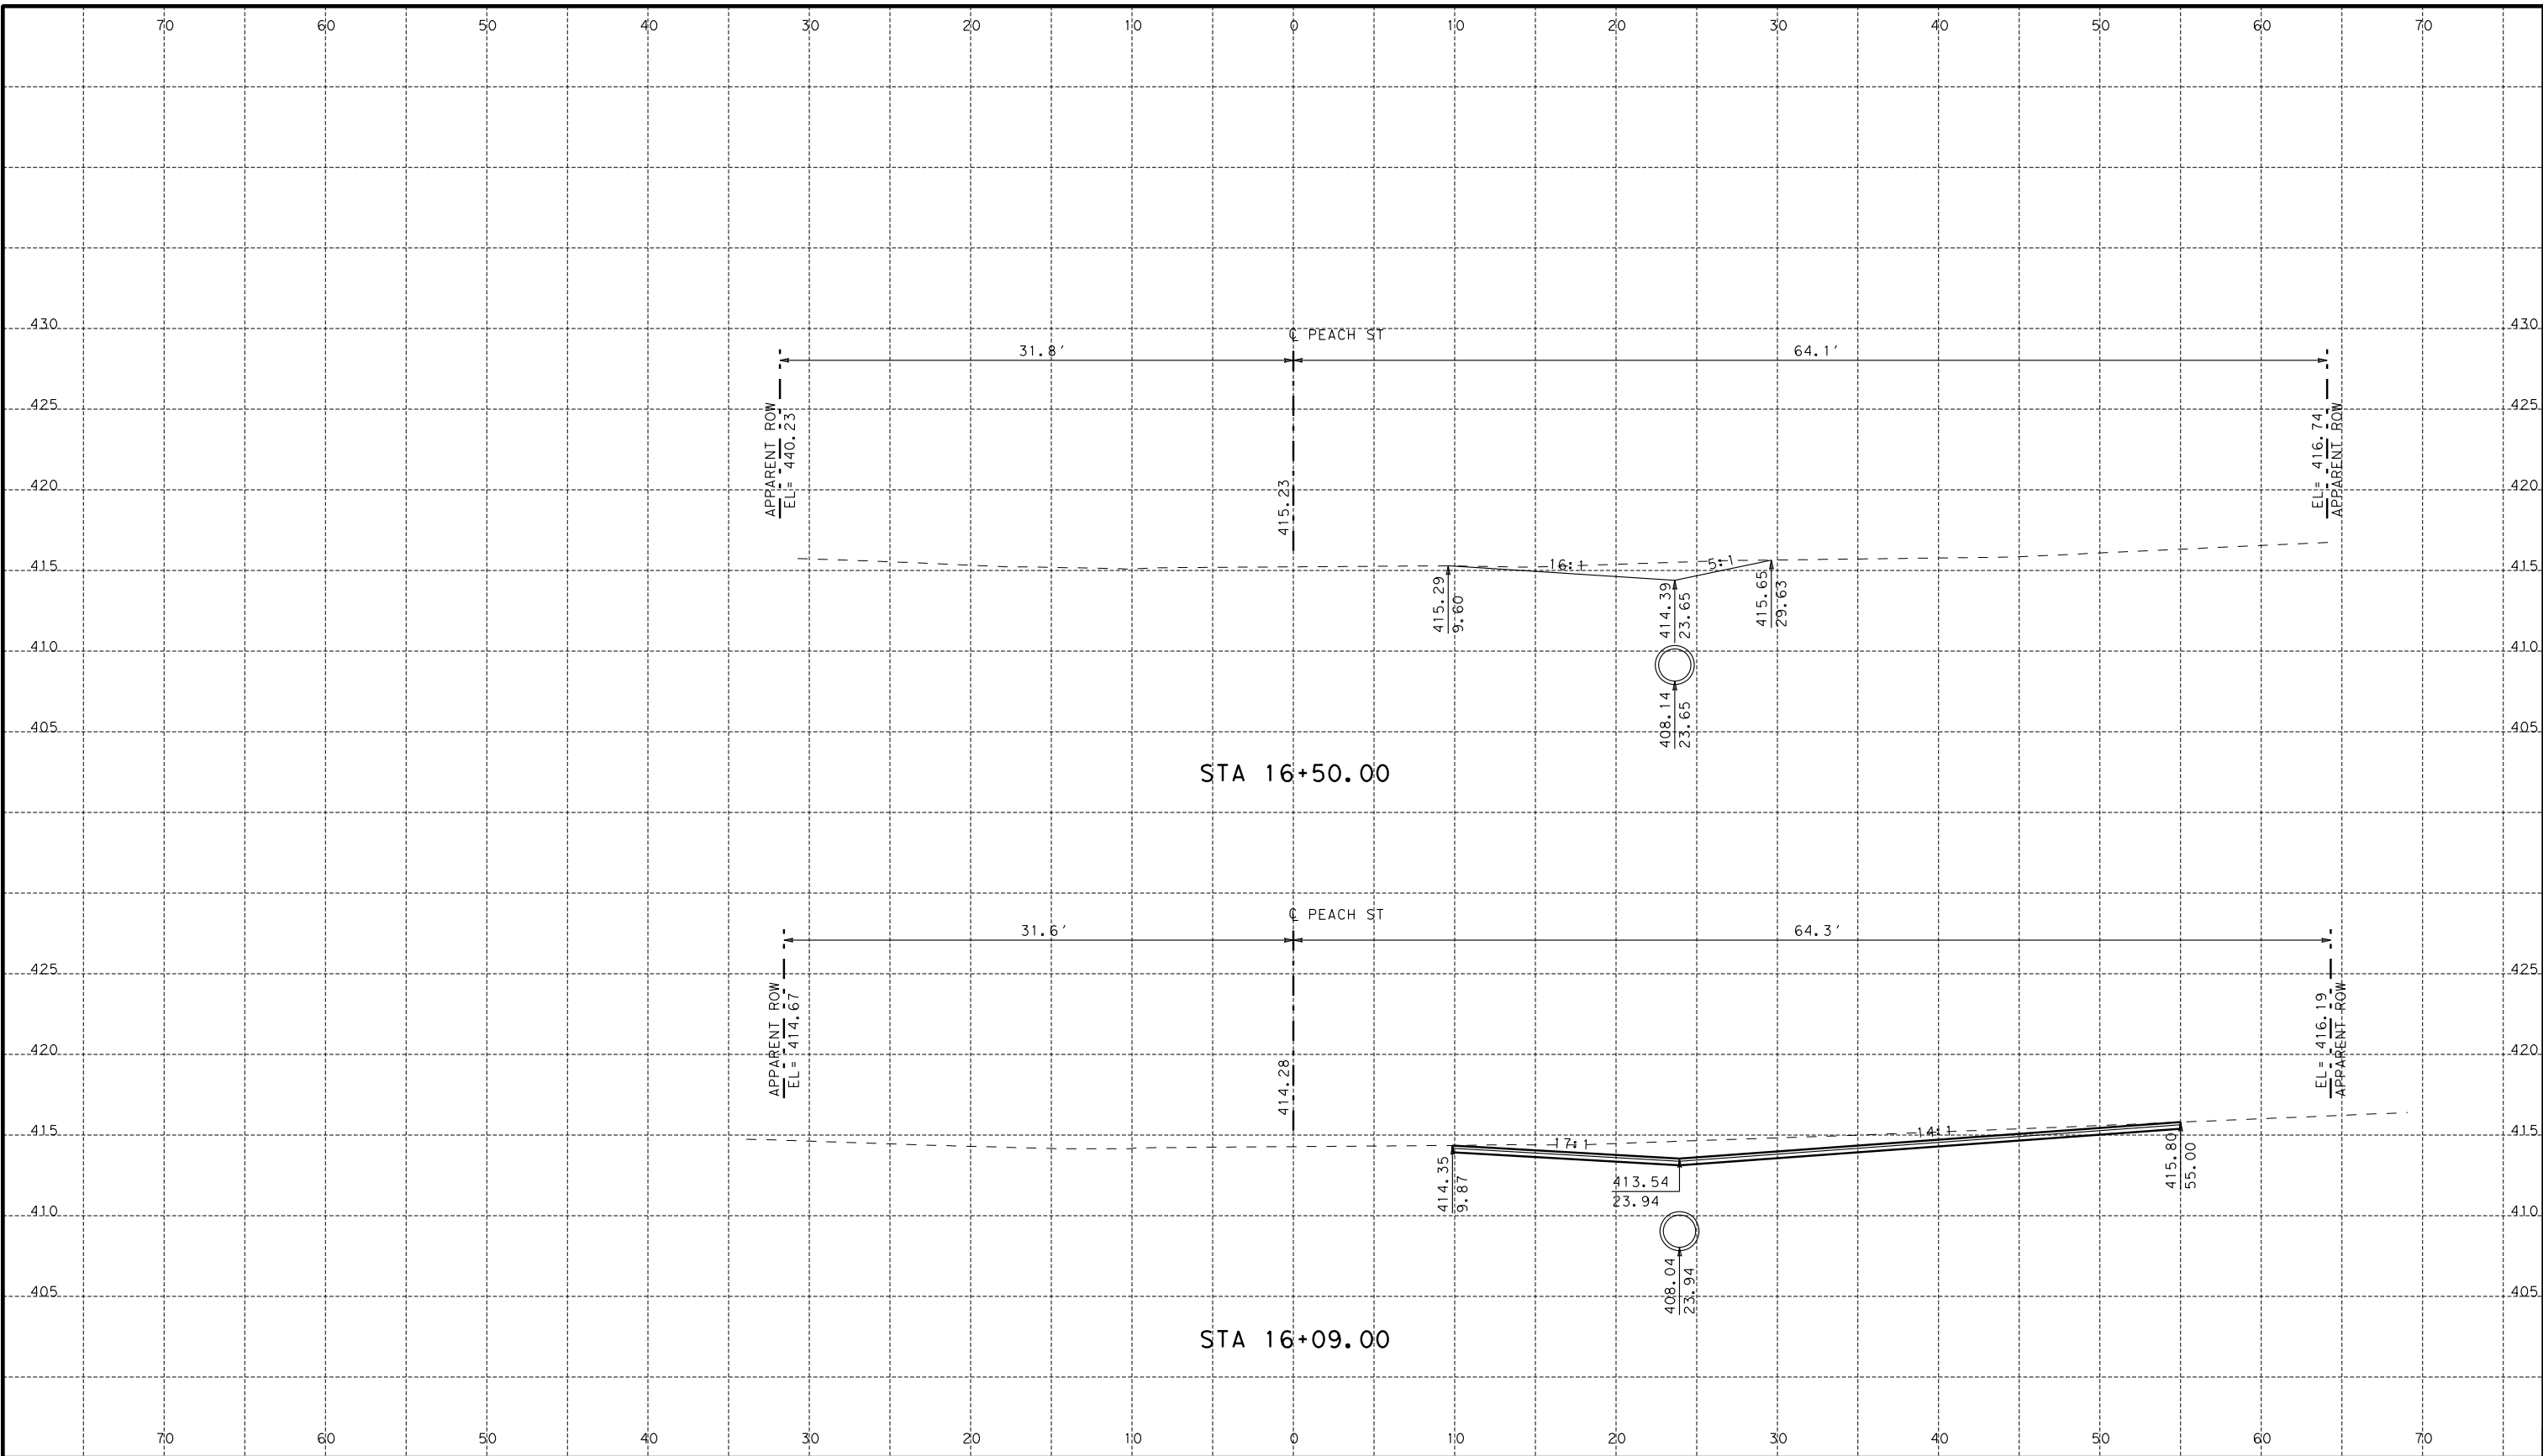 70 60 50 40 30 20 10 0 10 20 30 40 50 60 70
430 430
℄ PEACH ST
31.8' 64.1'
425 425
APPARENT ROW
EL= 440.23
EL= 416.74
APPARENT ROW
420 420
415.23
415 415
16:1 5:1
415.29
9.60
414.39
23.65
415.65
29.63
410 410
408.14
23.65
405 405
STA 16+50.00
℄ PEACH ST
31.6' 64.3'
425 425
APPARENT ROW
EL= 414.67
EL= 416.19
APPARENT ROW
420 420
414.28
415 415
17:1 14:1
414.35
9.87
413.54
23.94
415.80
55.00
410 410
408.04
23.94
405 405
STA 16+09.00
70 60 50 40 30 20 10 0 10 20 30 40 50 60 70